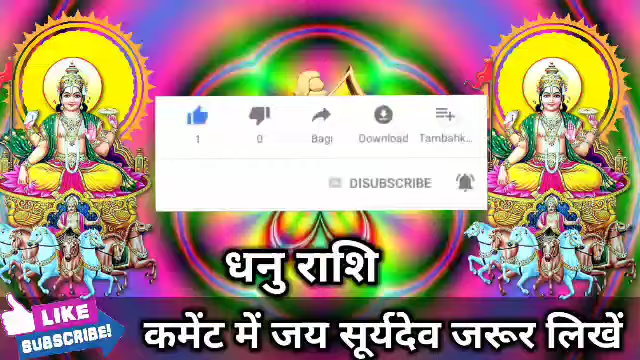 1 0 Bagi Download Tambahk...
DISUBSCRIBE
धनु राशि
LIKE
SUBSCRIBE!
कमेंट में जय सूर्यदेव जरूर लिखें